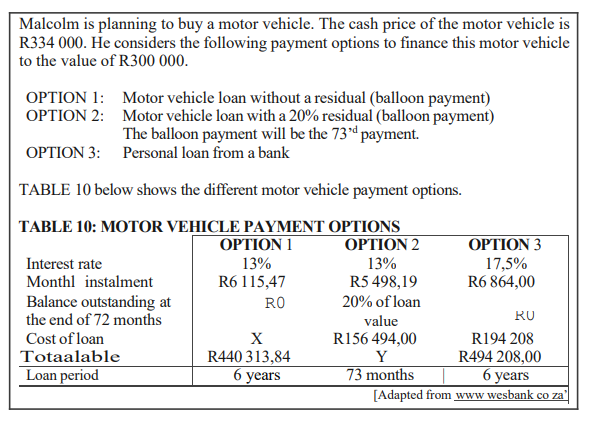 Malcolm is planning to buy a motor vehicle. The cash price of the motor vehicle is
R334 000. He considers the following payment options to finance this motor vehicle
to the value of R300 000.
OPTION 1: Motor vehicle loan without a residual (balloon payment)
OPTION 2: Motor vehicle loan with a 20% residual (balloon payment)
The balloon payment will be the 73'd payment.
OPTION 3: Personal loan from a bank
TABLE 10 below shows the different motor vehicle payment options.
TABLE 10: MOTOR VEHICLE PAYMENT OPTIONS
OPTION 1 OPTION 2 OPTION 3
Interest rate 13% 13% 17,5%
Monthl instalment R6 115,47 R5 498,19 R6 864,00
Balance outstanding at the end of 72 months R0 20% of loan value RU
Cost of loan X R156 494,00 R194 208
Totaalable R440 313,84 Y R494 208,00
Loan period 6 years 73 months 6 years
[Adapted from www wesbank co za'